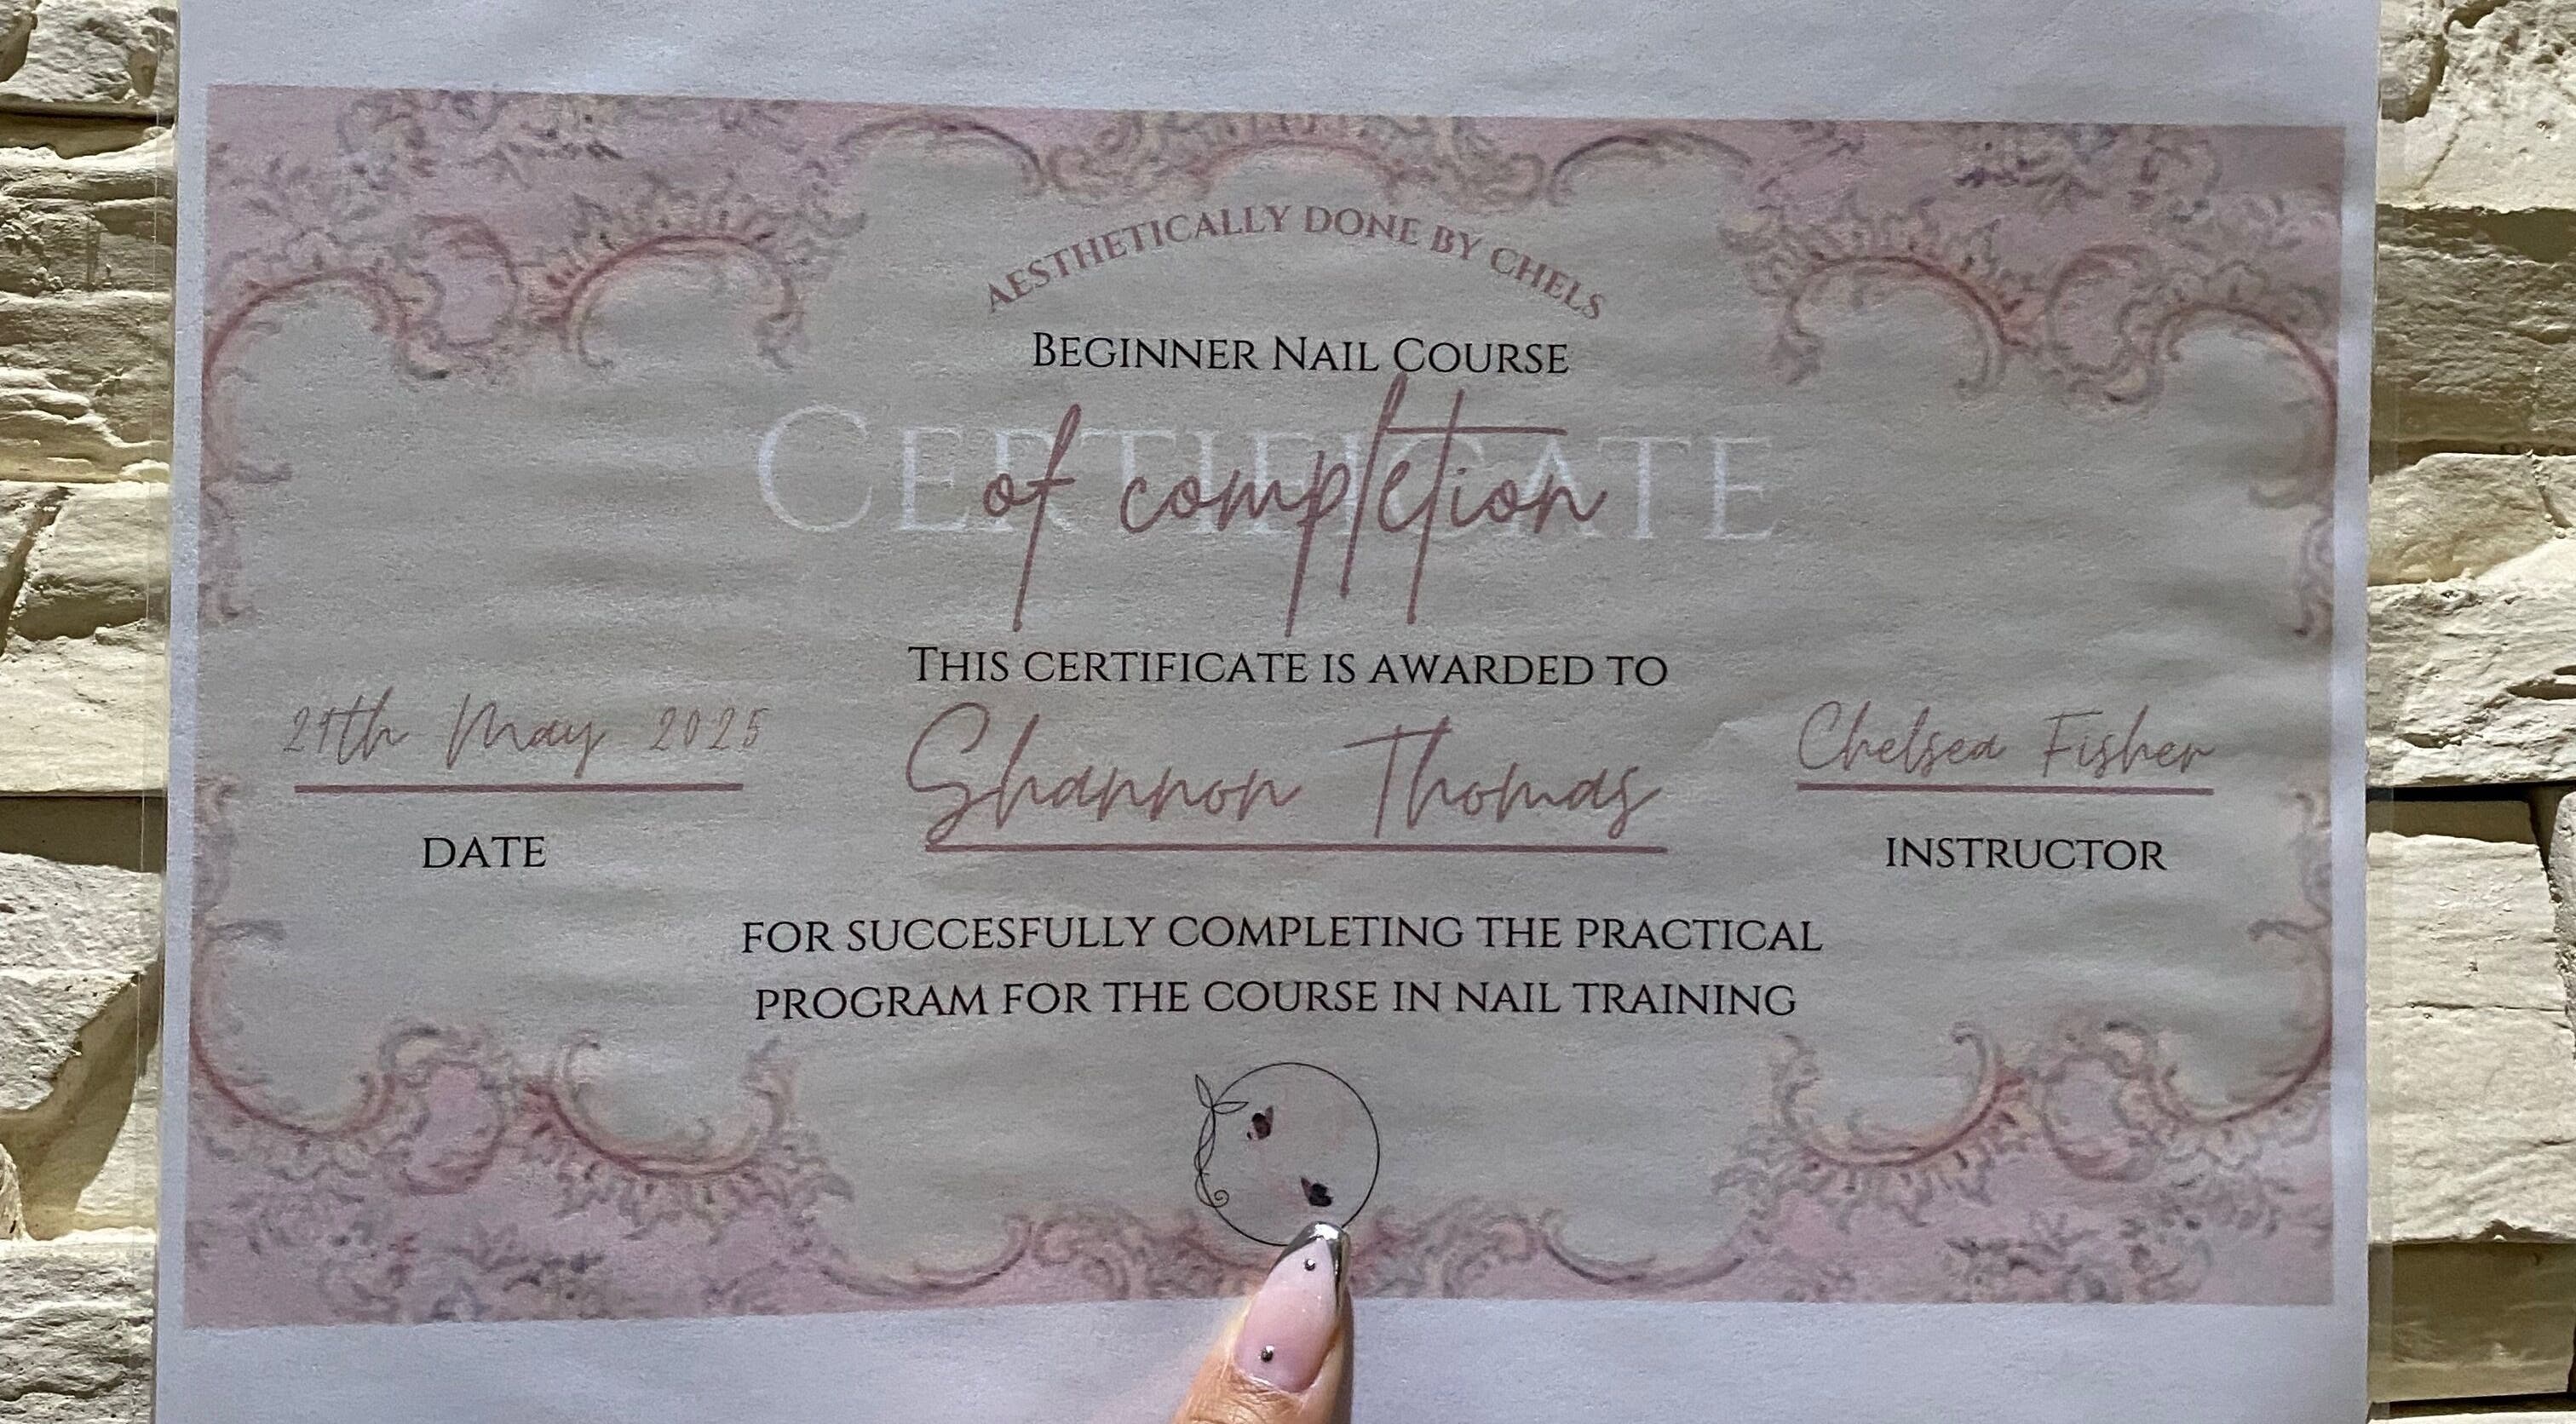 AESTHETICALLY DONE BY CHELS
BEGINNER NAIL COURSE
CERTIFICATE
of completion
THIS CERTIFICATE IS AWARDED TO
29th May 2025
Shannon Thomas
Chelsea Fisher
DATE
INSTRUCTOR
FOR SUCCESFULLY COMPLETING THE PRACTICAL
PROGRAM FOR THE COURSE IN NAIL TRAINING